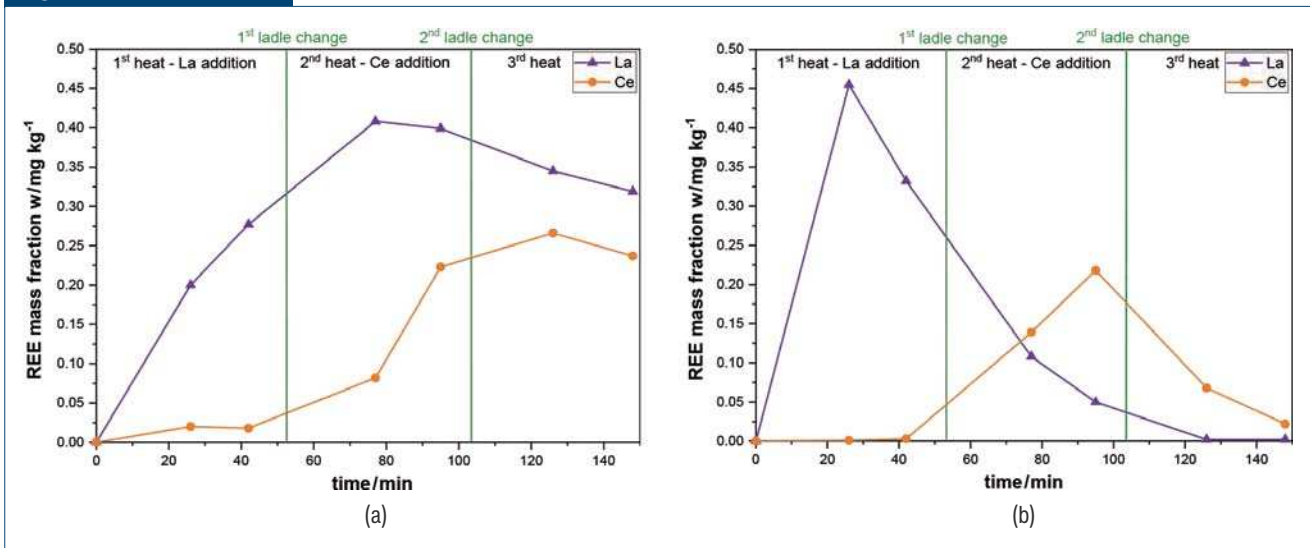 1st ladle change 2nd ladle change
1st heat - La addition 2nd heat - Ce addition 3rd heat
La
Ce
0.50
0.45
0.40
0.35
0.30
0.25
0.20
0.15
0.10
0.05
0.00
REE mass fraction w/mg kg-1
0 20 40 60 80 100 120 140
time/min
(a)
1st ladle change 2nd ladle change
1st heat - La addition 2nd heat - Ce addition 3rd heat
La
Ce
0.50
0.45
0.40
0.35
0.30
0.25
0.20
0.15
0.10
0.05
0.00
REE mass fraction w/mg kg-1
0 20 40 60 80 100 120 140
time/min
(b)